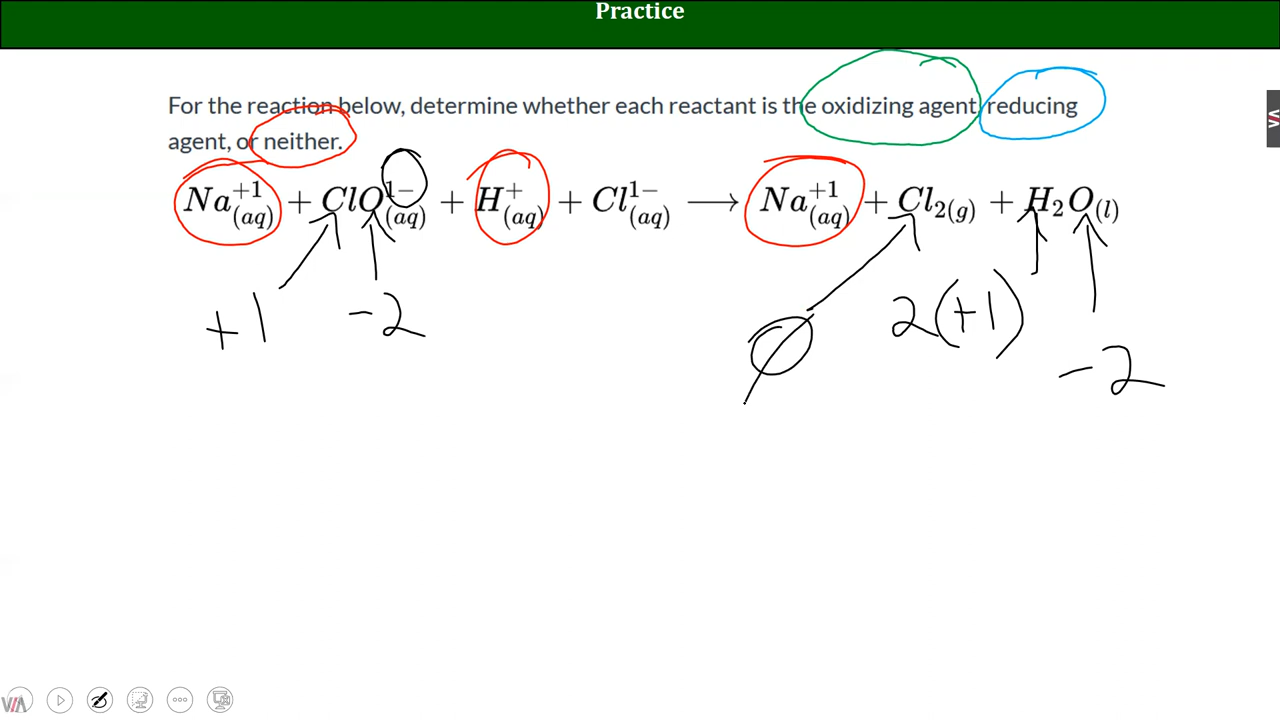 Practice
For the reaction below, determine whether each reactant is the oxidizing agent, reducing
agent, or neither.
Na⁺¹(aq) + ClO¹⁻(aq) + H⁺(aq) + Cl¹⁻(aq) ⟶ Na⁺¹(aq) + Cl₂(g) + H₂O(l)
+1 -2 0 2(+1) -2